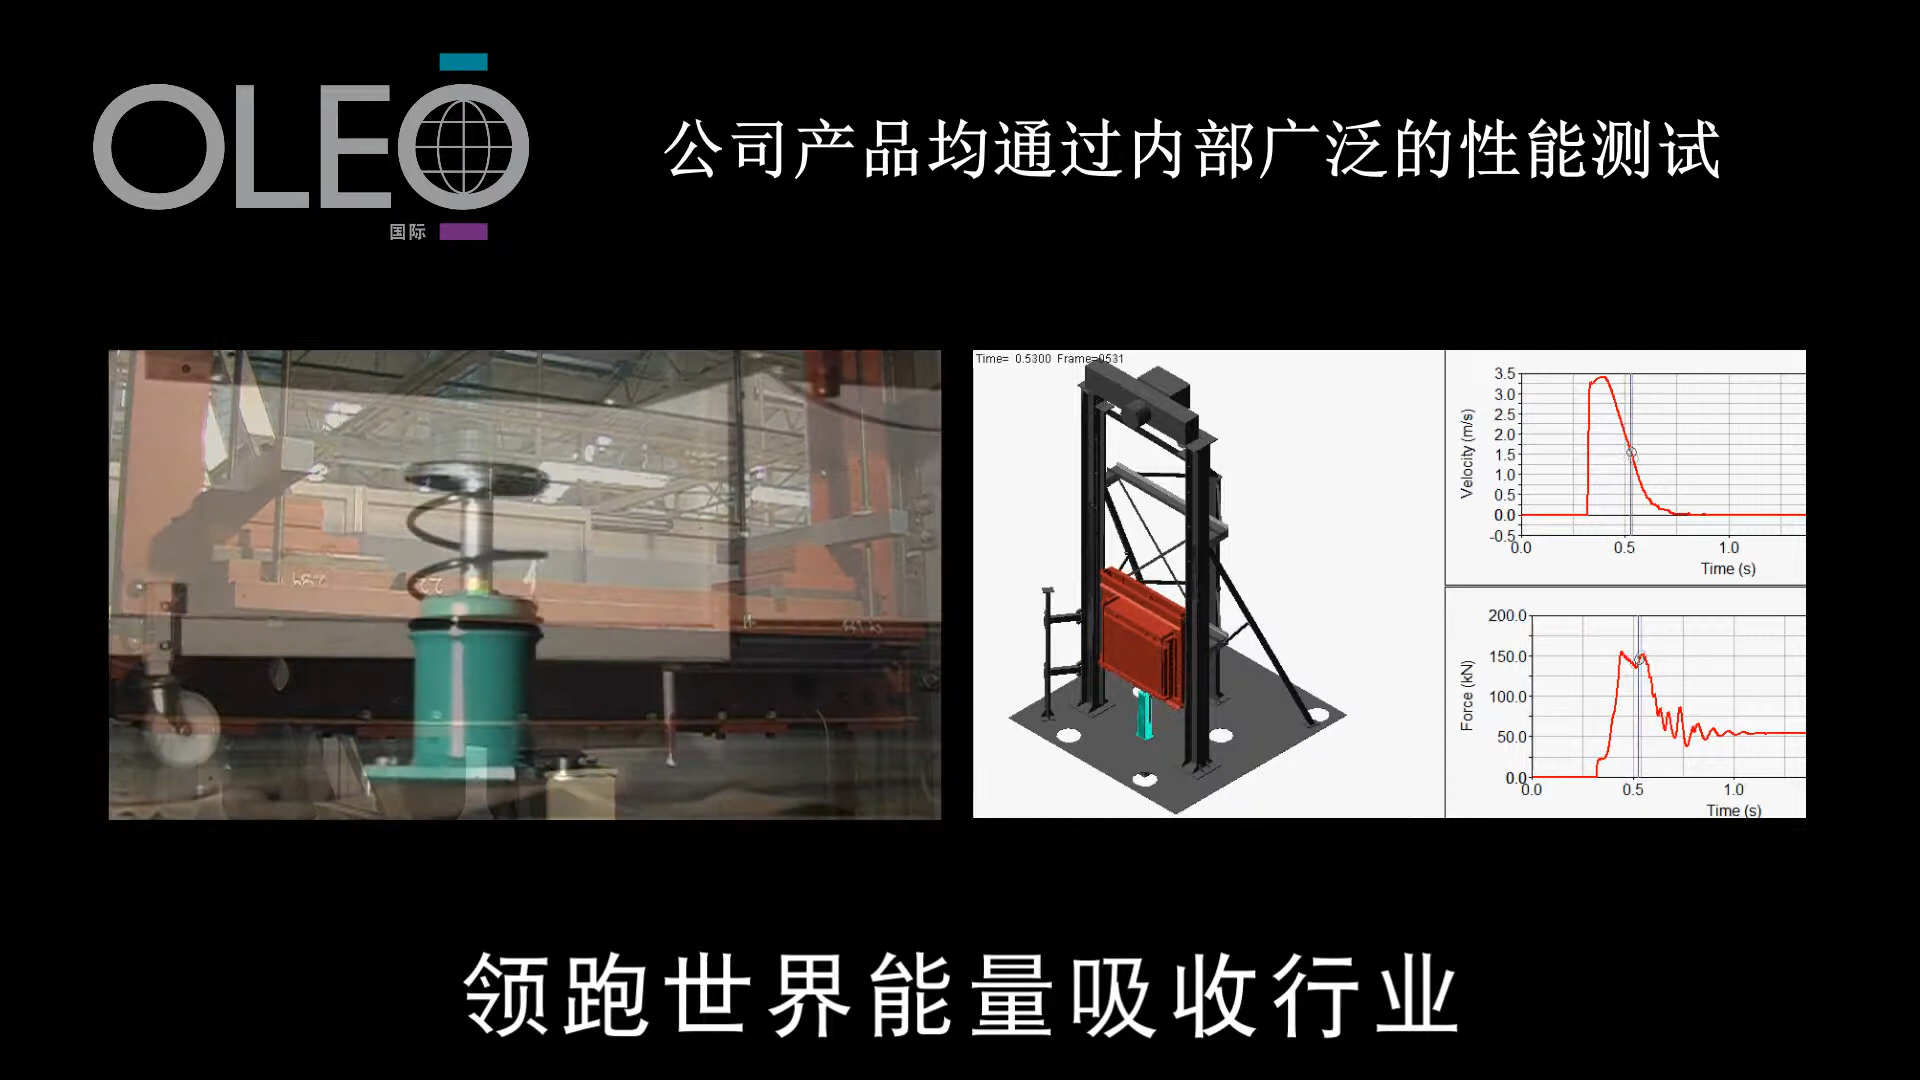 OLEO
国际
公司产品均通过内部广泛的性能测试
Time= 0.5300 Frame=0531
Velocity (m/s)
3.5
3.0
2.5
2.0
1.5
1.0
0.5
0.0
-0.5
0.0 0.5 1.0
Time (s)
Force (kN)
200.0
150.0
100.0
50.0
0.0
0.0 0.5 1.0
Time (s)
领跑世界能量吸收行业